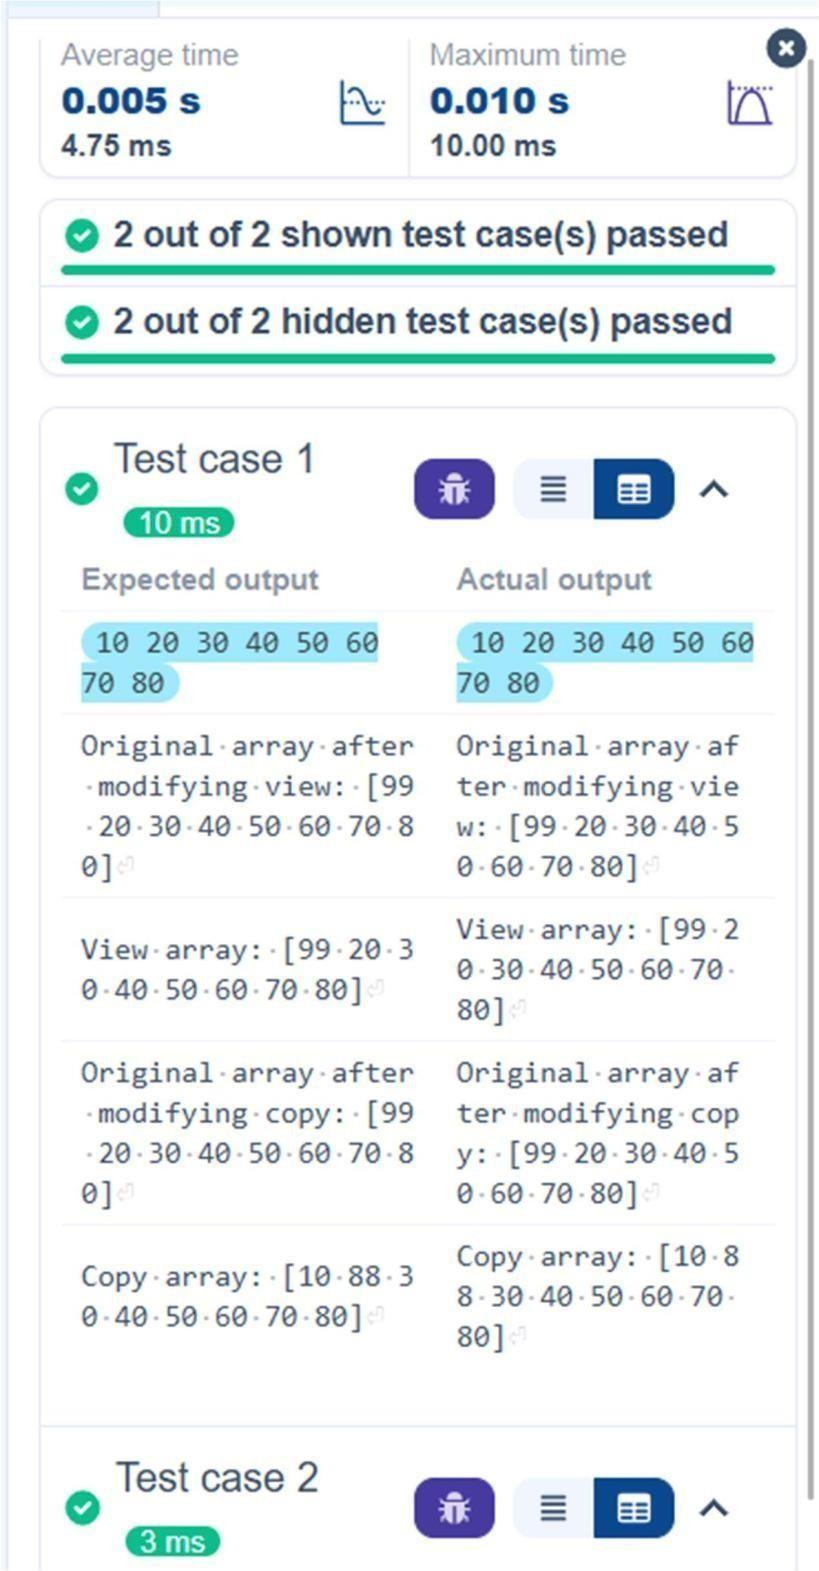 Average time
0.005 s
4.75 ms
Maximum time
0.010 s
10.00 ms
2 out of 2 shown test case(s) passed
2 out of 2 hidden test case(s) passed
Test case 1
10 ms
Expected output
Actual output
10 20 30 40 50 60
70 80
10 20 30 40 50 60
70 80
Original·array·after
·modifying·view:·[99
·20·30·40·50·60·70·8
0]⏎
Original·array·af
ter·modifying·vie
w:·[99·20·30·40·5
0·60·70·80]⏎
View·array:·[99·20·3
0·40·50·60·70·80]⏎
View·array:·[99·2
0·30·40·50·60·70·
80]⏎
Original·array·after
·modifying·copy:·[99
·20·30·40·50·60·70·8
0]⏎
Original·array·af
ter·modifying·cop
y:·[99·20·30·40·5
0·60·70·80]⏎
Copy·array:·[10·88·3
0·40·50·60·70·80]⏎
Copy·array:·[10·8
8·30·40·50·60·70·
80]⏎
Test case 2
3 ms